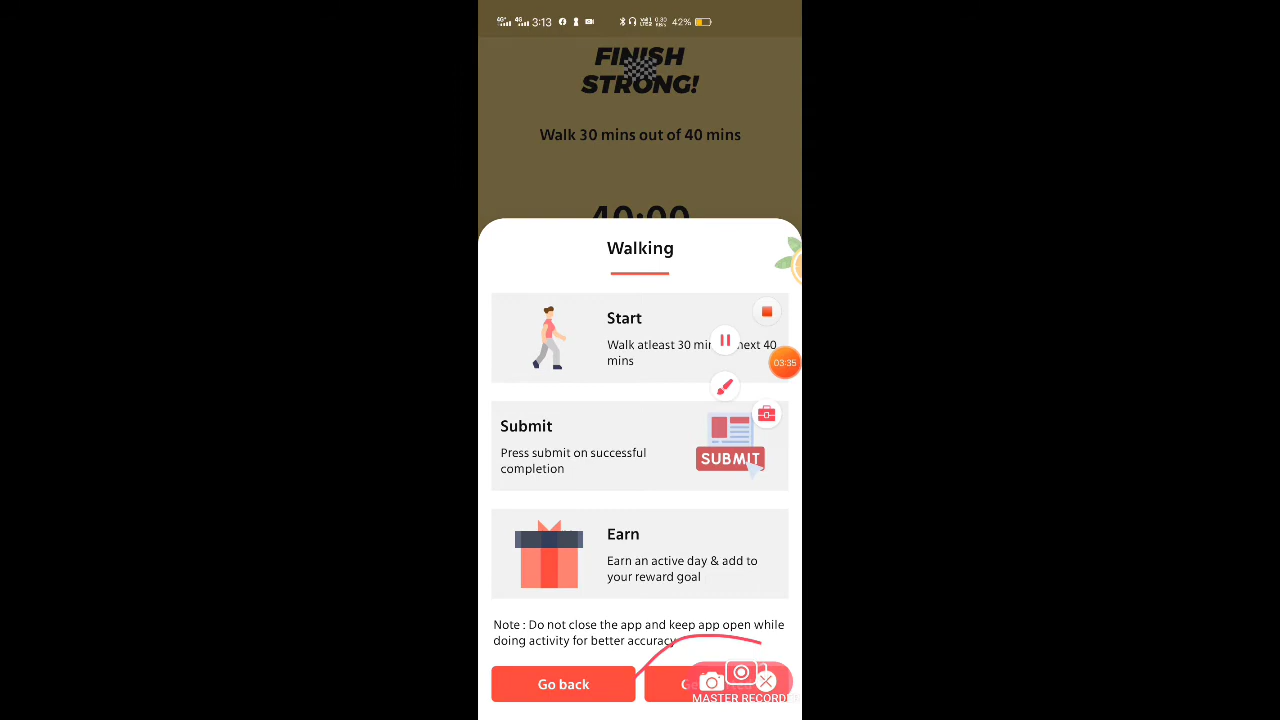 3:13
42%
FINISH
STRONG!
Walk 30 mins out of 40 mins
40:00
Walking
Start
Walk atleast 30 min next 40
mins
03:35
Submit
Press submit on successful
completion
SUBMIT
Earn
Earn an active day & add to
your reward goal
Note : Do not close the app and keep app open while
doing activity for better accuracy
Go back
MASTER RECORDER